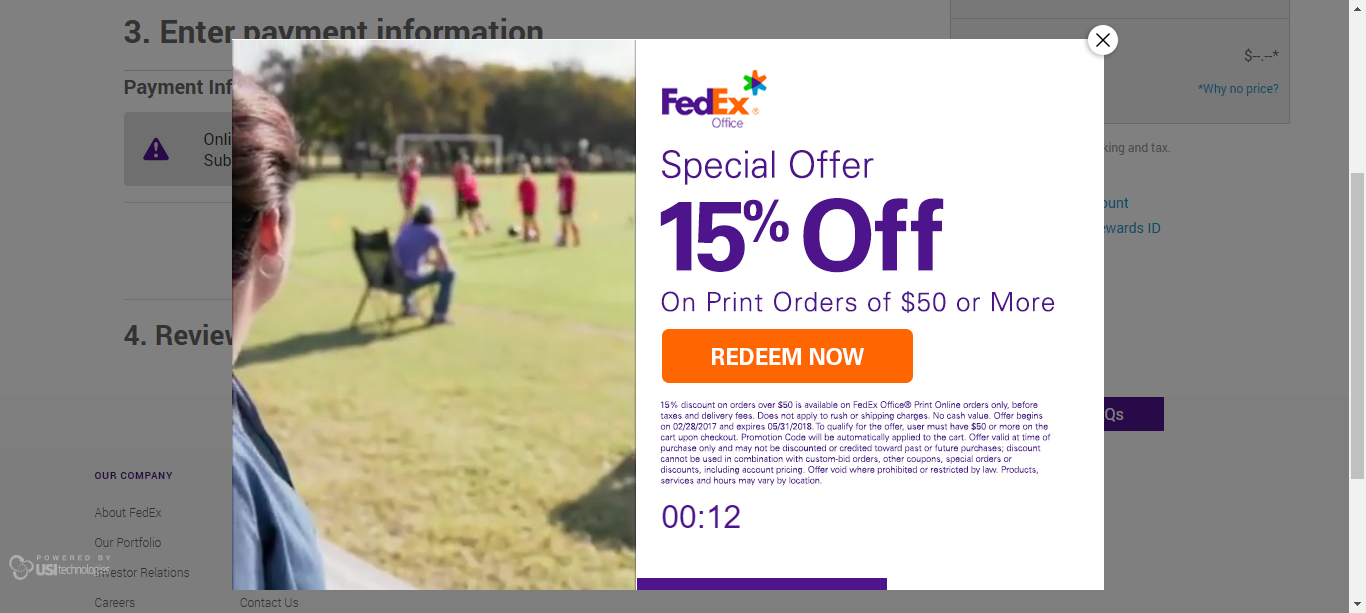 3. Enter payment information
$--.--*
Payment Inf
*Why no price?
Onli
Sub
king and tax.
ount
ewards ID
4. Review
FedEx®
Office
Special Offer
15% Off
On Print Orders of $50 or More
REDEEM NOW
15% discount on orders over $50 is available on FedEx Office® Print Online orders only, before
taxes and delivery fees. Does not apply to rush or shipping charges. No cash value. Offer begins
on 02/28/2017 and expires 05/31/2018. To qualify for the offer, user must have $50 or more on the
cart upon checkout. Promotion Code will be automatically applied to the cart. Offer valid at time of
purchase only and may not be discounted or credited toward past or future purchases; discount
cannot be used in combination with custom-bid orders, other coupons, special orders or
discounts, including account pricing. Offer void where prohibited or restricted by law. Products,
services and hours may vary by location.
00:12
Qs
OUR COMPANY
About FedEx
Our Portfolio
POWERED BY
USI technologies
Investor Relations
Careers
Contact Us